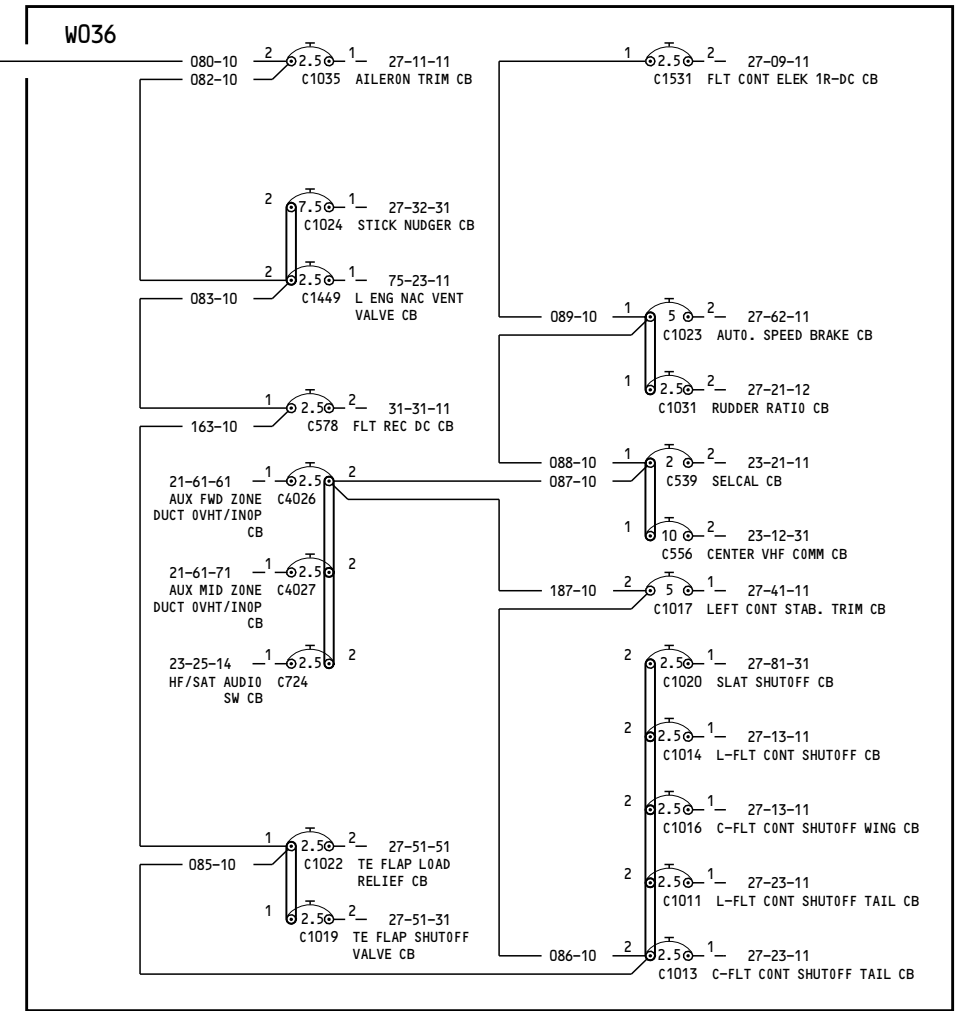 W036
080-10 2 2.5 1 27-11-11
082-10 C1035 AILERON TRIM CB
2 7.5 1 27-32-31
C1024 STICK NUDGER CB
2 2.5 1 75-23-11
083-10 C1449 L ENG NAC VENT
VALVE CB
1 2.5 2 31-31-11
163-10 C578 FLT REC DC CB
21-61-61 1 2.5 2
AUX FWD ZONE C4026
DUCT OVHT/INOP
CB
21-61-71 1 2.5 2
AUX MID ZONE C4027
DUCT OVHT/INOP
CB
23-25-14 1 2.5 2
HF/SAT AUDIO C724
SW CB
1 2.5 2 27-51-51
085-10 C1022 TE FLAP LOAD
RELIEF CB
1 2.5 2 27-51-31
C1019 TE FLAP SHUTOFF
VALVE CB
1 2.5 2 27-09-11
C1531 FLT CONT ELEK 1R-DC CB
089-10 1 5 2 27-62-11
C1023 AUTO. SPEED BRAKE CB
1 2.5 2 27-21-12
C1031 RUDDER RATIO CB
088-10 1 2 2 23-21-11
087-10 C539 SELCAL CB
1 10 2 23-12-31
C556 CENTER VHF COMM CB
187-10 2 5 1 27-41-11
C1017 LEFT CONT STAB. TRIM CB
2 2.5 1 27-81-31
C1020 SLAT SHUTOFF CB
2 2.5 1 27-13-11
C1014 L-FLT CONT SHUTOFF CB
2 2.5 1 27-13-11
C1016 C-FLT CONT SHUTOFF WING CB
2 2.5 1 27-23-11
C1011 L-FLT CONT SHUTOFF TAIL CB
086-10 2 2.5 1 27-23-11
C1013 C-FLT CONT SHUTOFF TAIL CB